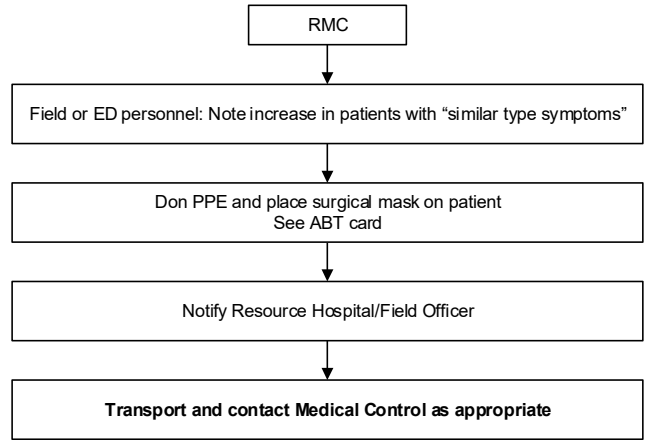 RMC
Field or ED personnel: Note increase in patients with “similar type symptoms”
Don PPE and place surgical mask on patient
See ABT card
Notify Resource Hospital/Field Officer
Transport and contact Medical Control as appropriate